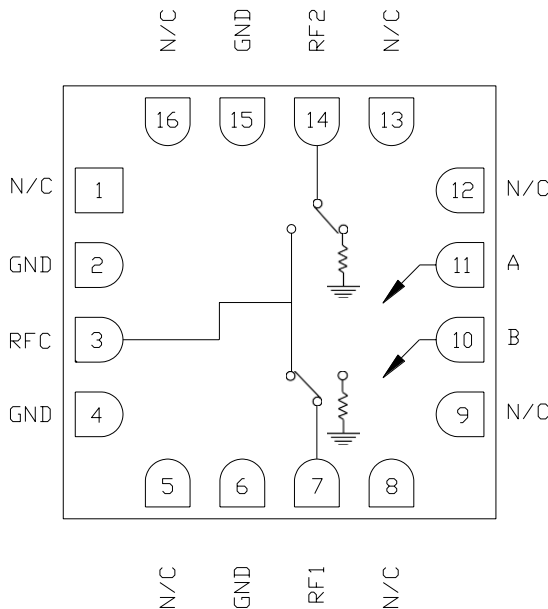 N/C GND RF2 N/C
16 15 14 13
N/C 1 12 N/C
GND 2 11 A
RFC 3 10 B
GND 4 9 N/C
5 6 7 8
N/C GND RF1 N/C